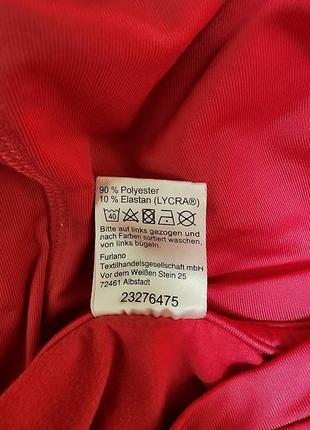 90 % Polyester
10 % Elastan (LYCRA®)
40
Bitte auf links gezogen und
nach Farben sortiert waschen,
von links bügeln.
Furlano
Textilhandelsgesellschaft mbH
Vor dem Weißen Stein 25
72461 Albstadt
23276475